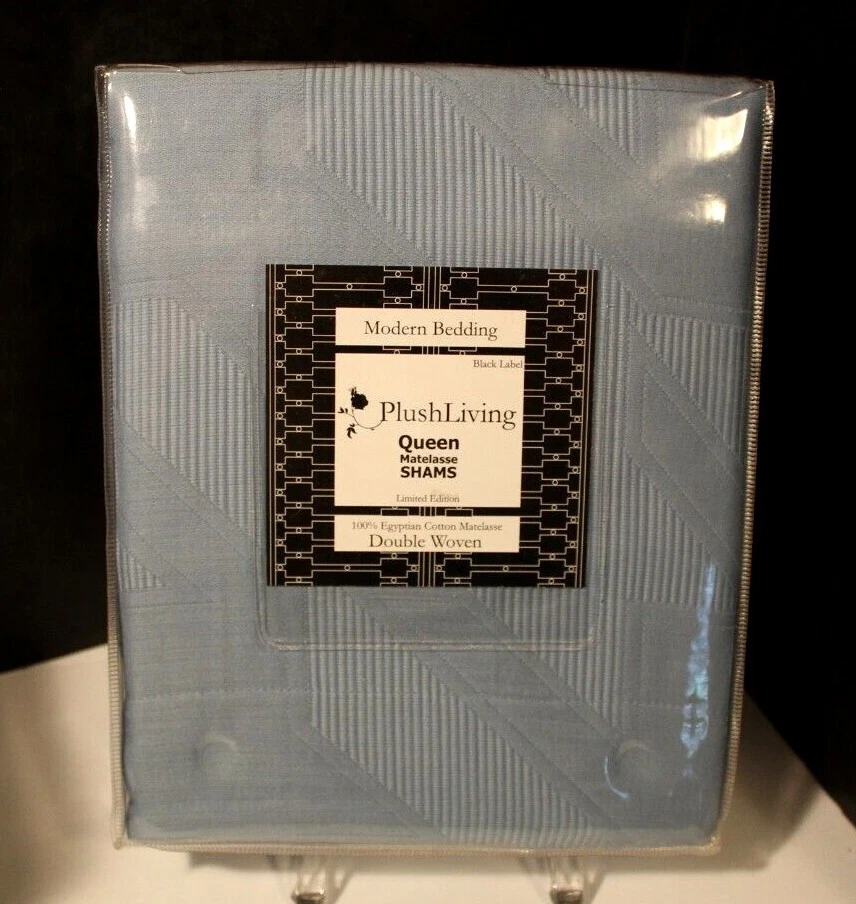 Modern Bedding
Black Label
PlushLiving
Queen
Matelasse
SHAMS
Limited Edition
100% Egyptian Cotton Matelasse
Double Woven